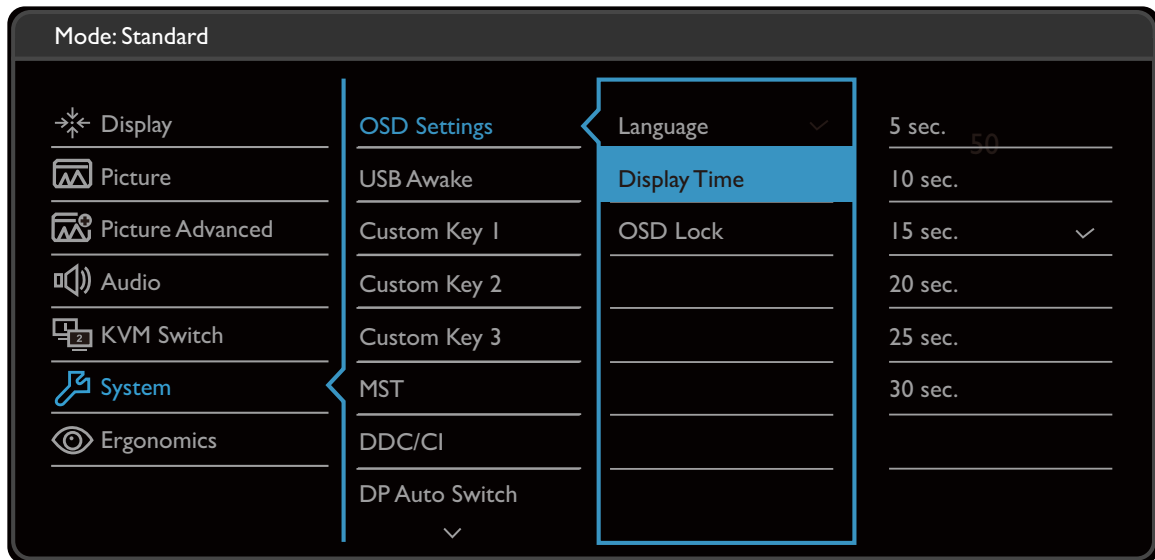 Mode: Standard
Display
Picture
Picture Advanced
Audio
KVM Switch
2
System
Ergonomics
OSD Settings
USB Awake
Custom Key 1
Custom Key 2
Custom Key 3
MST
DDC/CI
DP Auto Switch
Language
Display Time
OSD Lock
5 sec.
50
10 sec.
15 sec.
20 sec.
25 sec.
30 sec.